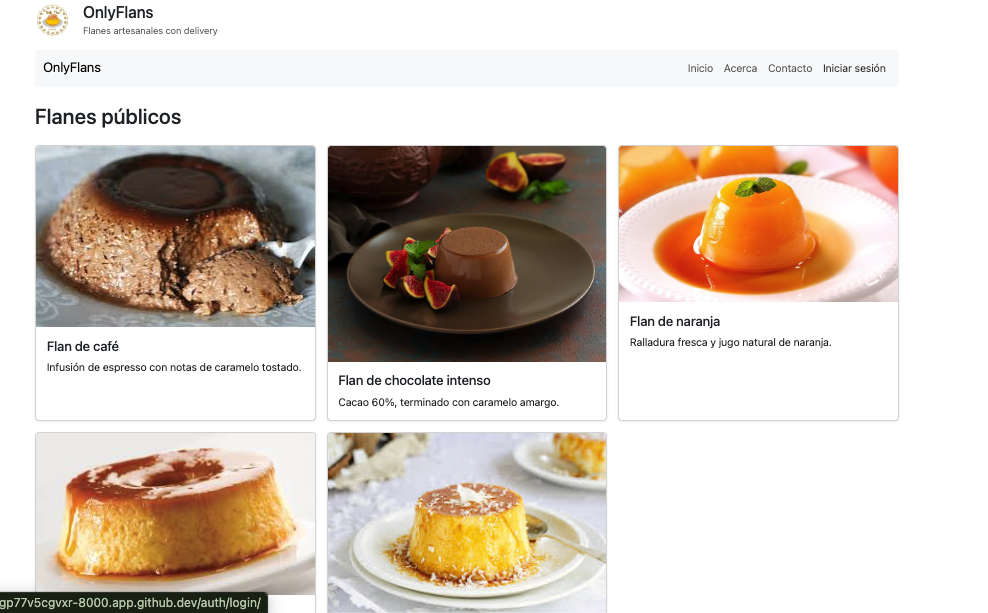 OnlyFlans
Flanes artesanales con delivery
OnlyFlans
Inicio Acerca Contacto Iniciar sesión
Flanes públicos
Flan de café
Infusión de espresso con notas de caramelo tostado.
Flan de chocolate intenso
Cacao 60%, terminado con caramelo amargo.
Flan de naranja
Ralladura fresca y jugo natural de naranja.
gp77v5cgvxr-8000.app.github.dev/auth/login/